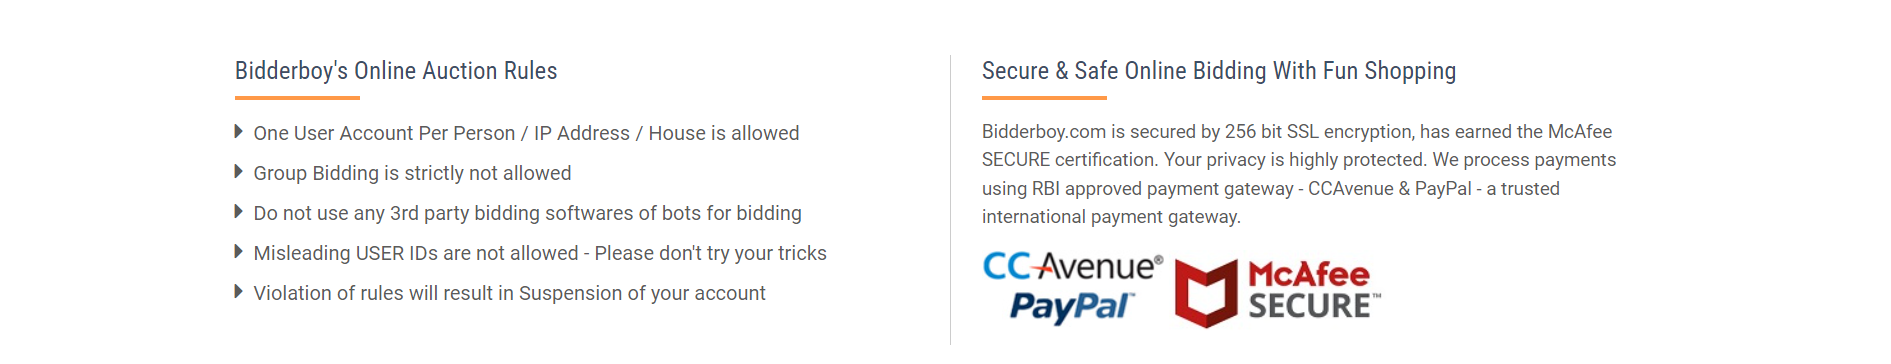 Bidderboy's Online Auction Rules
One User Account Per Person / IP Address / House is allowed
Group Bidding is strictly not allowed
Do not use any 3rd party bidding softwares of bots for bidding
Misleading USER IDs are not allowed - Please don't try your tricks
Violation of rules will result in Suspension of your account
Secure & Safe Online Bidding With Fun Shopping
Bidderboy.com is secured by 256 bit SSL encryption, has earned the McAfee
SECURE certification. Your privacy is highly protected. We process payments
using RBI approved payment gateway - CCAvenue & PayPal - a trusted
international payment gateway.
CCAvenue®
PayPal™
McAfee
SECURE™